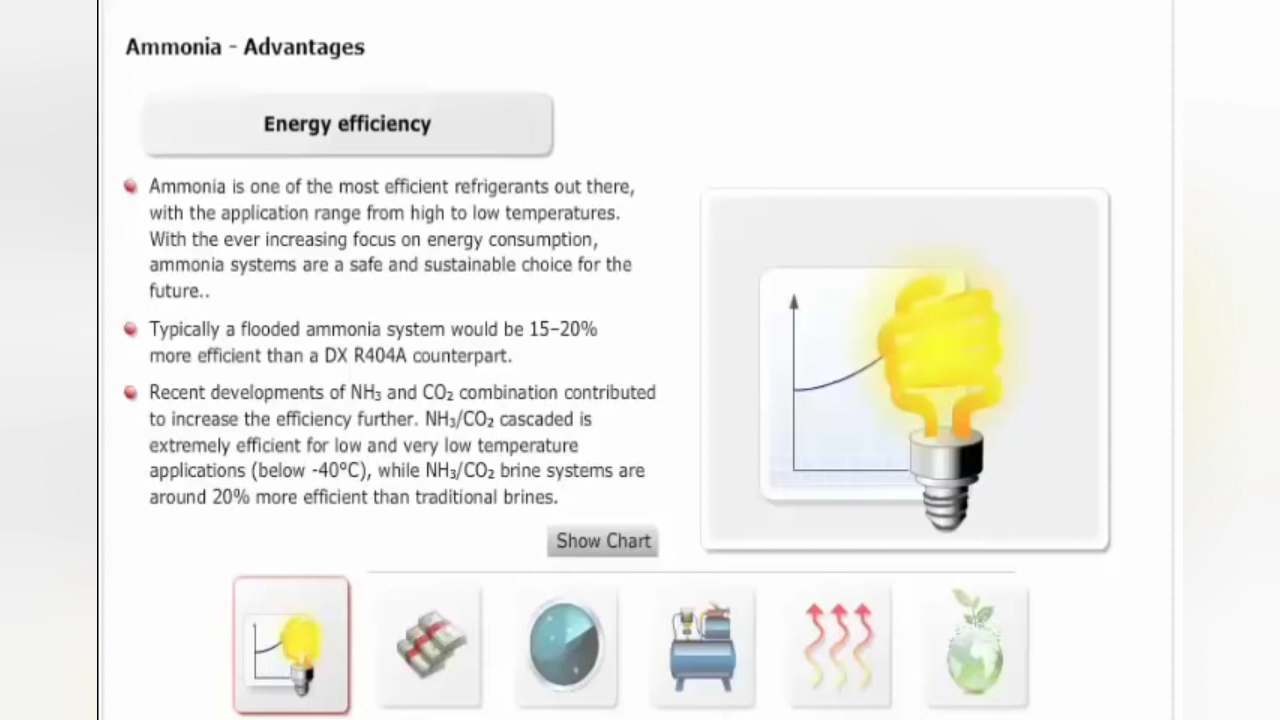 Ammonia - Advantages
Energy efficiency
Ammonia is one of the most efficient refrigerants out there,
with the application range from high to low temperatures.
With the ever increasing focus on energy consumption,
ammonia systems are a safe and sustainable choice for the
future..
Typically a flooded ammonia system would be 15–20%
more efficient than a DX R404A counterpart.
Recent developments of NH₃ and CO₂ combination contributed
to increase the efficiency further. NH₃/CO₂ cascaded is
extremely efficient for low and very low temperature
applications (below -40°C), while NH₃/CO₂ brine systems are
around 20% more efficient than traditional brines.
Show Chart